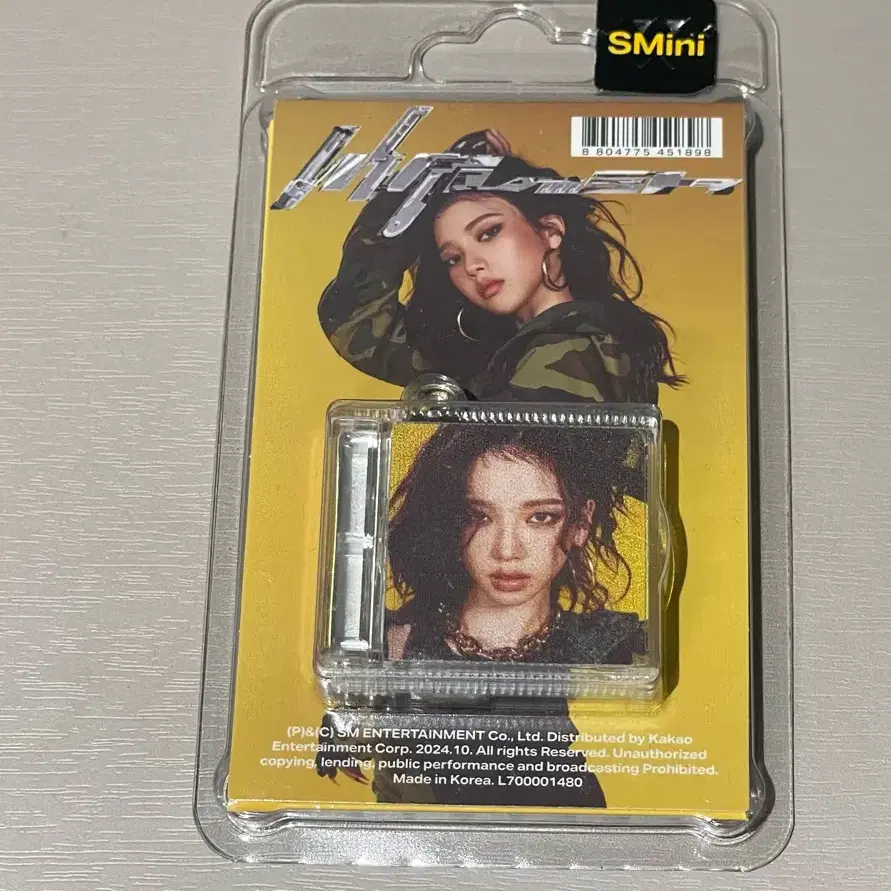 SMini
8 804775 451898
Whiplash
(P)&(C) SM ENTERTAINMENT Co., Ltd. Distributed by Kakao
Entertainment Corp. 2024.10. All rights Reserved. Unauthorized
copying, lending, public performance and broadcasting Prohibited.
Made in Korea. L700001480